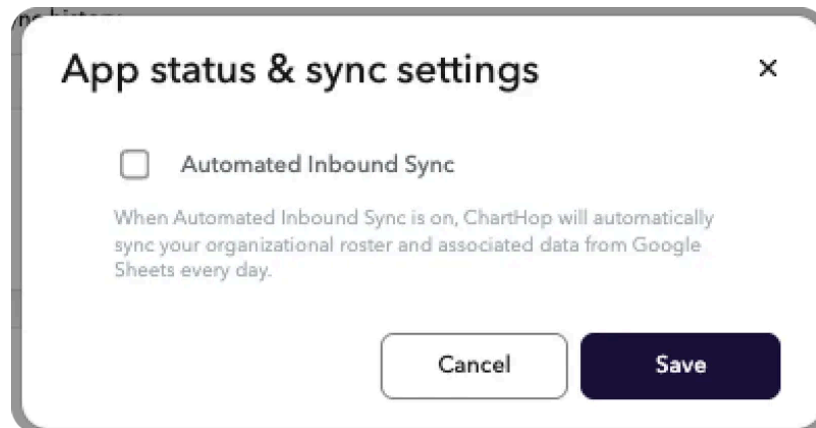 App status & sync settings
Automated Inbound Sync
When Automated Inbound Sync is on, ChartHop will automatically
sync your organizational roster and associated data from Google
Sheets every day.
Cancel
Save